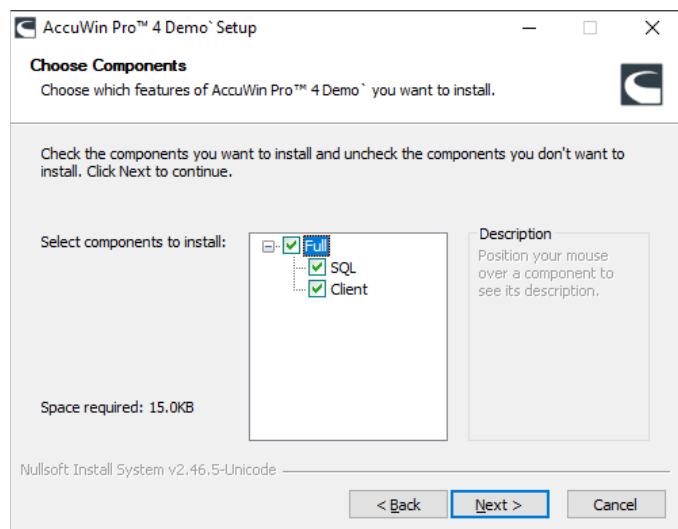 AccuWin Pro™ 4 Demo` Setup
Choose Components
Choose which features of AccuWin Pro™ 4 Demo` you want to install.
Check the components you want to install and uncheck the components you don't want to
install. Click Next to continue.
Select components to install:
Full
SQL
Client
Description
Position your mouse
over a component to
see its description.
Space required: 15.0KB
Nullsoft Install System v2.46.5-Unicode
< Back
Next >
Cancel